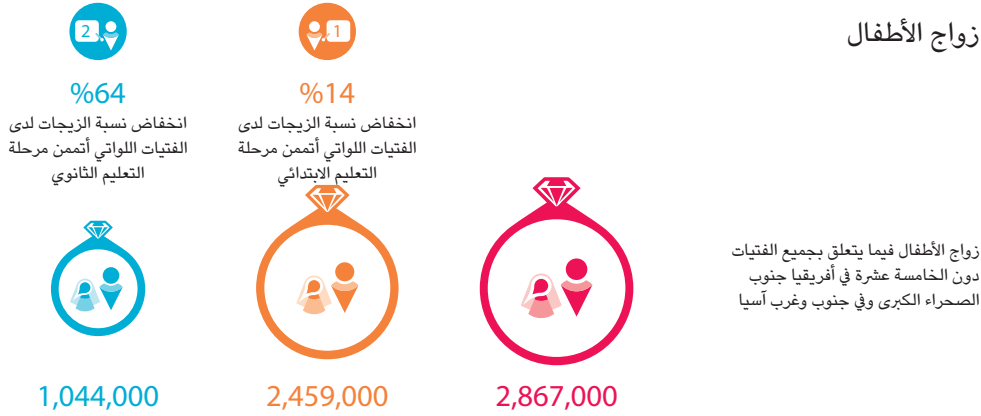 زواج الأطفال
1
%14
انخفاض نسبة الزيجات لدى
الفتيات اللواتي أتممن مرحلة
التعليم الابتدائي
2
%64
انخفاض نسبة الزيجات لدى
الفتيات اللواتي أتممن مرحلة
التعليم الثانوي
زواج الأطفال فيما يتعلق بجميع الفتيات
دون الخامسة عشرة في أفريقيا جنوب
الصحراء الكبرى وفي جنوب وغرب آسيا
2,867,000
2,459,000
1,044,000